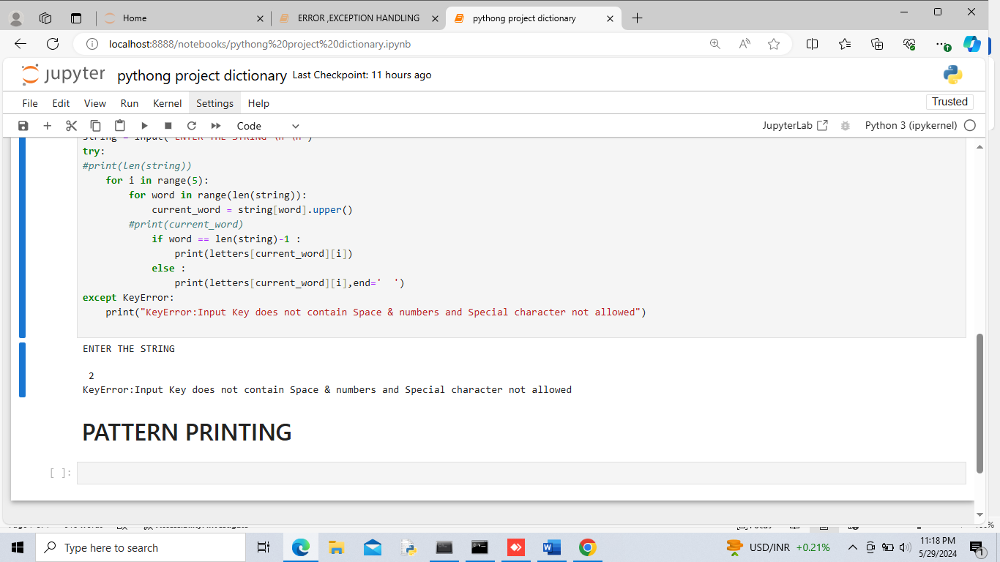 Home
ERROR ,EXCEPTION HANDLING
pythong project dictionary
localhost:8888/notebooks/pythong%20project%20dictionary.ipynb
jupyter pythong project dictionary Last Checkpoint: 11 hours ago
File Edit View Run Kernel Settings Help
Trusted
Code
JupyterLab
Python 3 (ipykernel)
string = input("ENTER THE STRING \n \n")
try:
#print(len(string))
for i in range(5):
for word in range(len(string)):
current_word = string[word].upper()
#print(current_word)
if word == len(string)-1 :
print(letters[current_word][i])
else :
print(letters[current_word][i],end='  ')
except KeyError:
print("KeyError:Input Key does not contain Space & numbers and Special character not allowed")
ENTER THE STRING
2
KeyError:Input Key does not contain Space & numbers and Special character not allowed
PATTERN PRINTING
[ ]:
Type here to search
USD/INR +0.21%
11:18 PM
5/29/2024
1